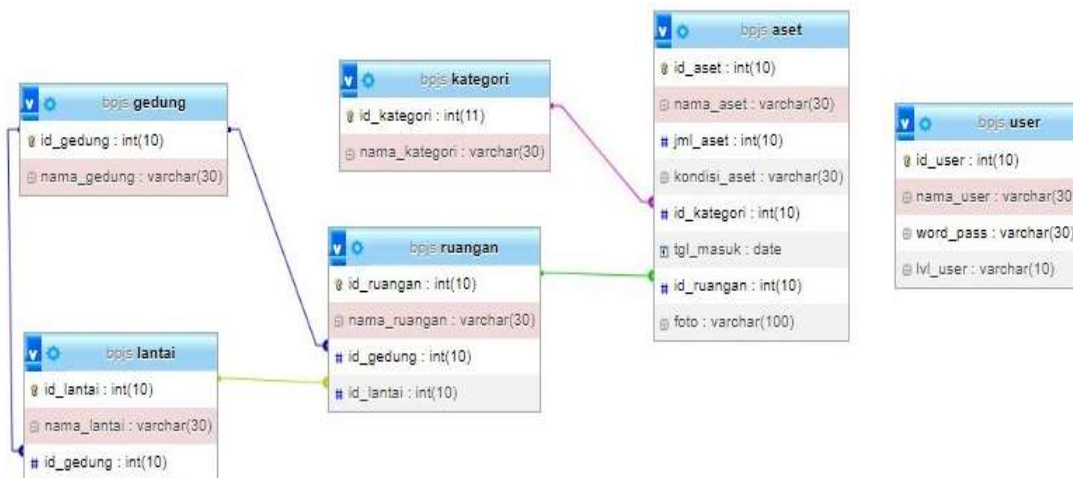 bpjs gedung
id_gedung : int(10)
nama_gedung : varchar(30)
bpjs kategori
id_kategori : int(11)
nama_kategori : varchar(30)
bpjs aset
id_aset : int(10)
nama_aset : varchar(30)
# jml_aset : int(10)
kondisi_aset : varchar(30)
# id_kategori : int(10)
tgl_masuk : date
# id_ruangan : int(10)
foto : varchar(100)
bpjs user
id_user : int(10)
nama_user : varchar(30
word_pass : varchar(30)
lvl_user : varchar(10)
bpjs ruangan
id_ruangan : int(10)
nama_ruangan : varchar(30)
# id_gedung : int(10)
# id_lantai : int(10)
bpjs lantai
id_lantai : int(10)
nama_lantai : varchar(30)
# id_gedung : int(10)